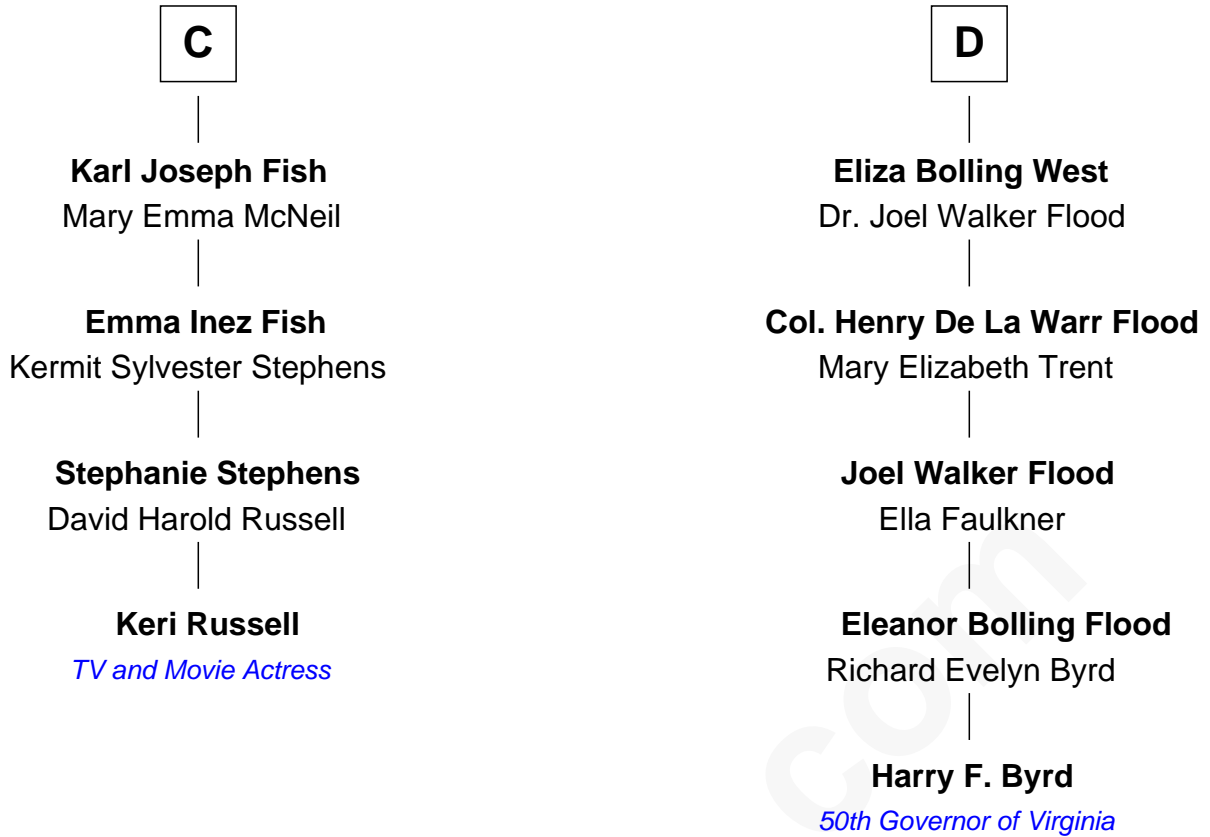 C
Karl Joseph Fish
Mary Emma McNeil
Emma Inez Fish
Kermit Sylvester Stephens
Stephanie Stephens
David Harold Russell
Keri Russell
TV and Movie Actress
D
Eliza Bolling West
Dr. Joel Walker Flood
Col. Henry De La Warr Flood
Mary Elizabeth Trent
Joel Walker Flood
Ella Faulkner
Eleanor Bolling Flood
Richard Evelyn Byrd
Harry F. Byrd
50th Governor of Virginia
com